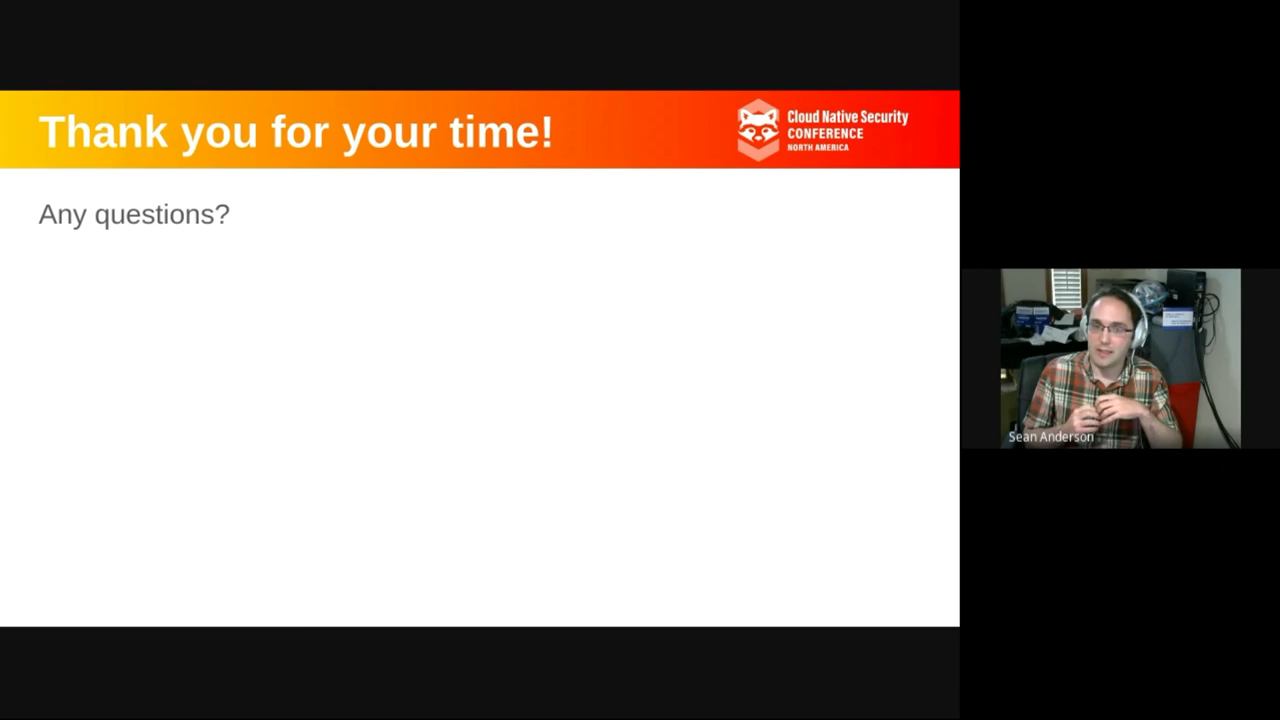 Thank you for your time!
Cloud Native Security
CONFERENCE
NORTH AMERICA
Any questions?
Sean Anderson